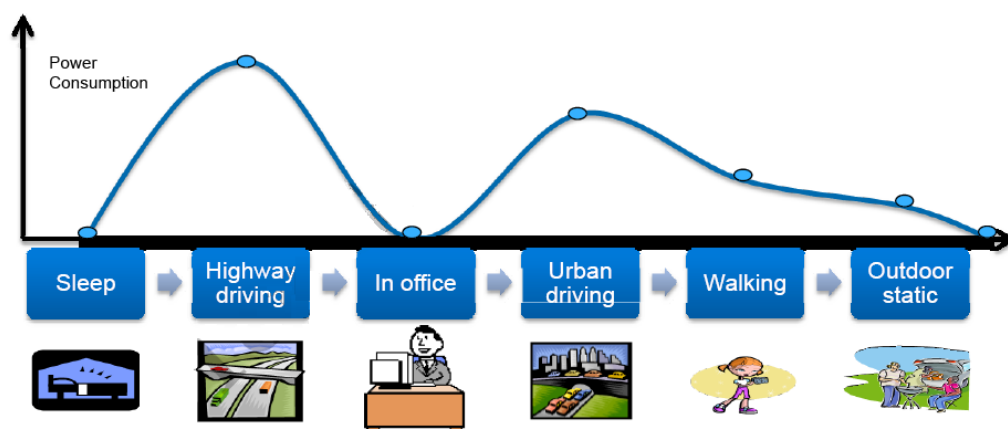 Power
Consumption
Sleep
Highway
driving
In office
Urban
driving
Walking
Outdoor
static